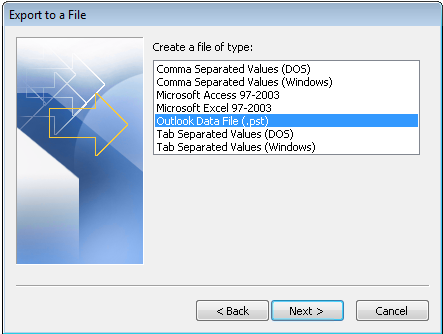 Export to a File
Create a file of type:
Comma Separated Values (DOS)
Comma Separated Values (Windows)
Microsoft Access 97-2003
Microsoft Excel 97-2003
Outlook Data File (.pst)
Tab Separated Values (DOS)
Tab Separated Values (Windows)
< Back Next > Cancel